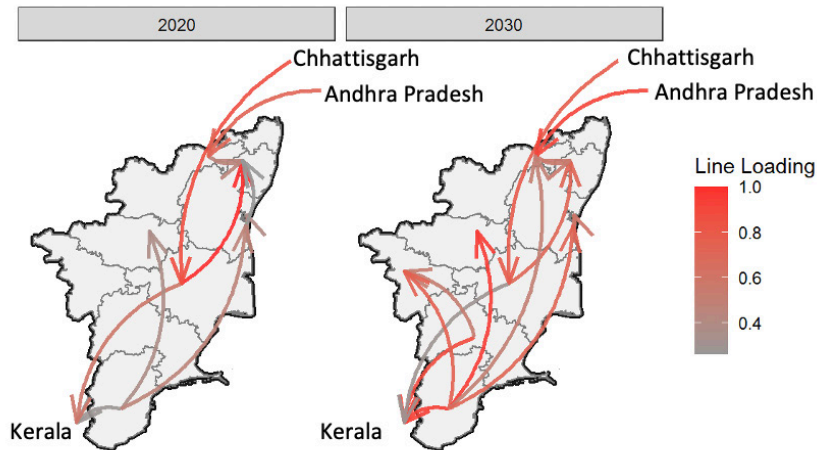 2020
2030
Chhattisgarh
Andhra Pradesh
Chhattisgarh
Andhra Pradesh
Line Loading
1.0
0.8
0.6
0.4
Kerala
Kerala